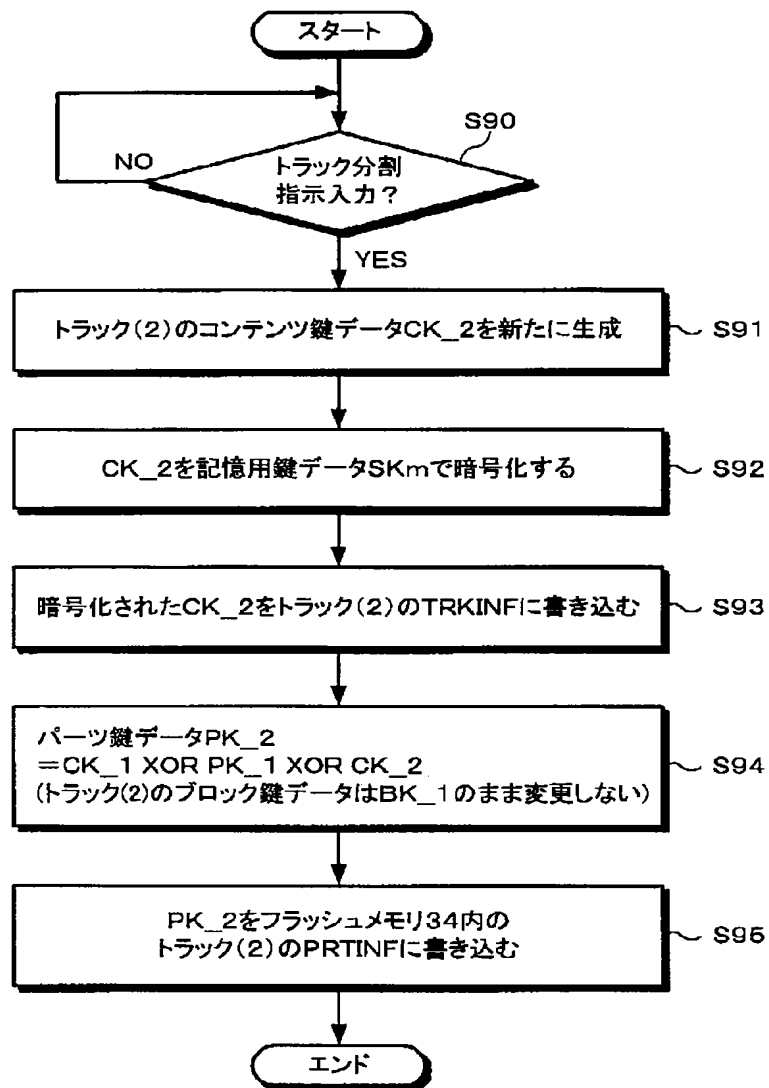 スタート
S90
NO
トラック分割
指示入力？
YES
トラック(2)のコンテンツ鍵データCK_2を新たに生成
S91
CK_2を記憶用鍵データSKmで暗号化する
S92
暗号化されたCK_2をトラック(2)のTRKINFに書き込む
S93
パーツ鍵データPK_2
=CK_1 XOR PK_1 XOR CK_2
(トラック(2)のブロック鍵データはBK_1のまま変更しない)
S94
PK_2をフラッシュメモリ34内の
トラック(2)のPRTINFに書き込む
S95
エンド